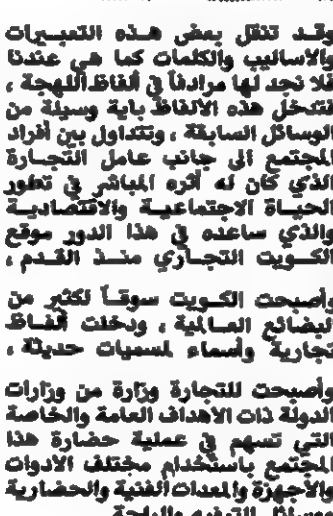 وقد تنقل بعض هذه التعبيرات
والاساليب والكلمات كما هي عندنا
فلا نجد لها مرادفاً في ألفاظ اللهجة ،
فتدخل هذه الالفاظ باية وسيلة من
الوسائل السابقة ، وتتداول بين أفراد
المجتمع الى جانب عامل التجارة
الذي كان له أثره المباشر في تطور
الحياة الاجتماعية والاقتصادية
والذي ساعده في هذا الدور موقع
الكويت التجاري منذ القدم ،
وأصبحت الكويت سوقاً لكثير من
البضائع العالمية ، ودخلت ألفاظ
تجارية وأسماء لمسميات حديثة ،
وأصبحت للتجارة وزارة من وزارات
الدولة ذات الاهداف العامة والخاصة
التي تسهم في عملية حضارة هذا
المجتمع باستخدام مختلف الادوات
والأجهزة والمعدات الفنية والحضارية
ووسائل الترفيه والراحة